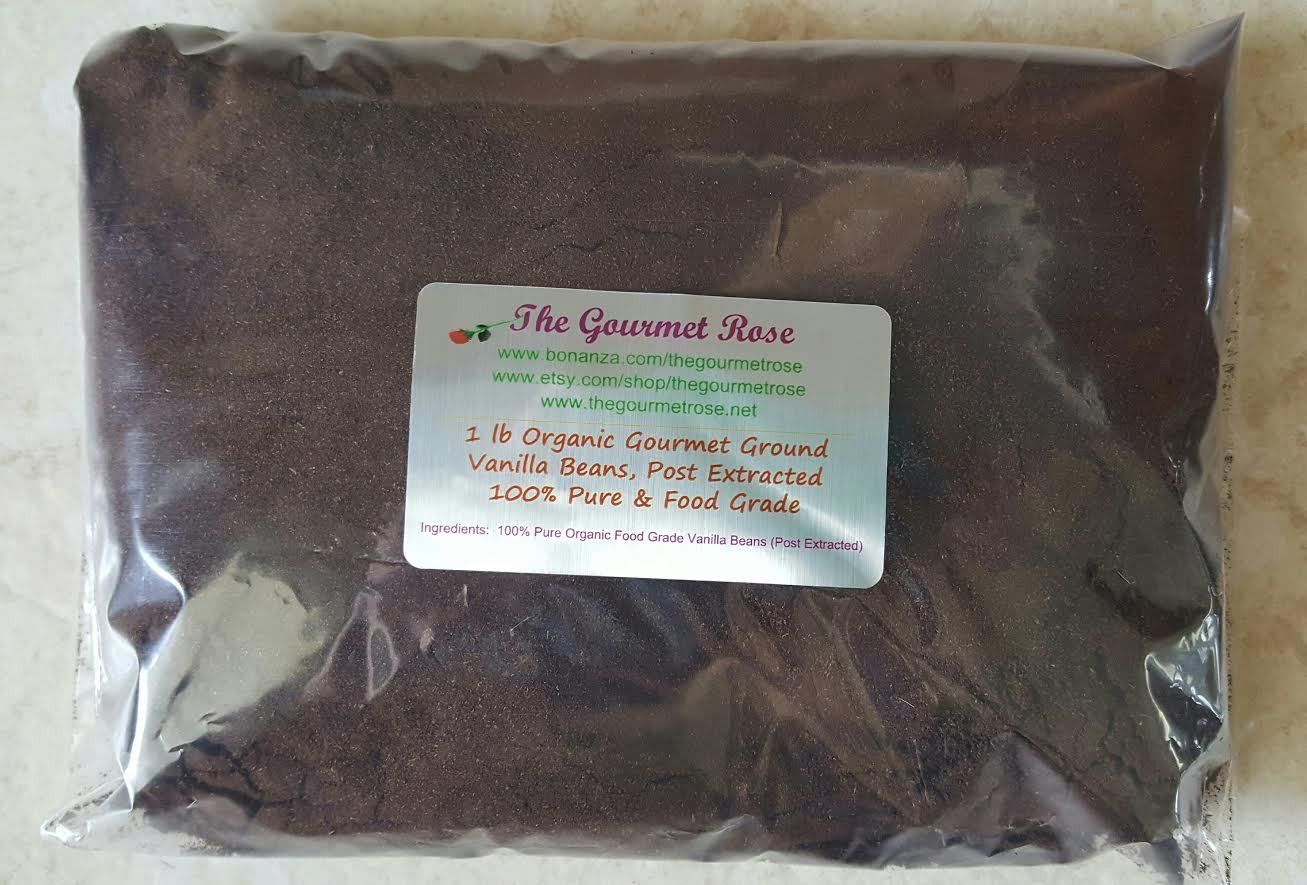 The Gourmet Rose
www.bonanza.com/thegourmetrose
www.etsy.com/shop/thegourmetrose
www.thegourmetrose.net
1 lb Organic Gourmet Ground
Vanilla Beans, Post Extracted
100% Pure & Food Grade
Ingredients: 100% Pure Organic Food Grade Vanilla Beans (Post Extracted)